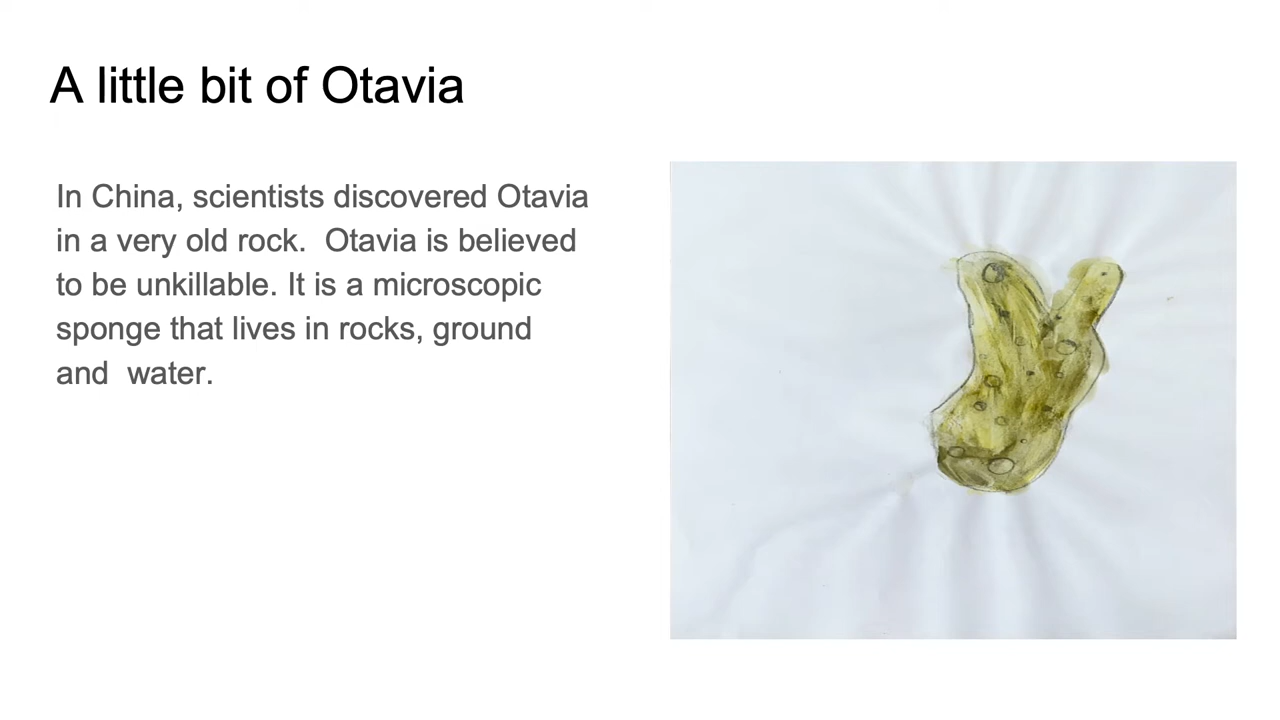 A little bit of Otavia
In China, scientists discovered Otavia
in a very old rock.  Otavia is believed
to be unkillable. It is a microscopic
sponge that lives in rocks, ground
and  water.